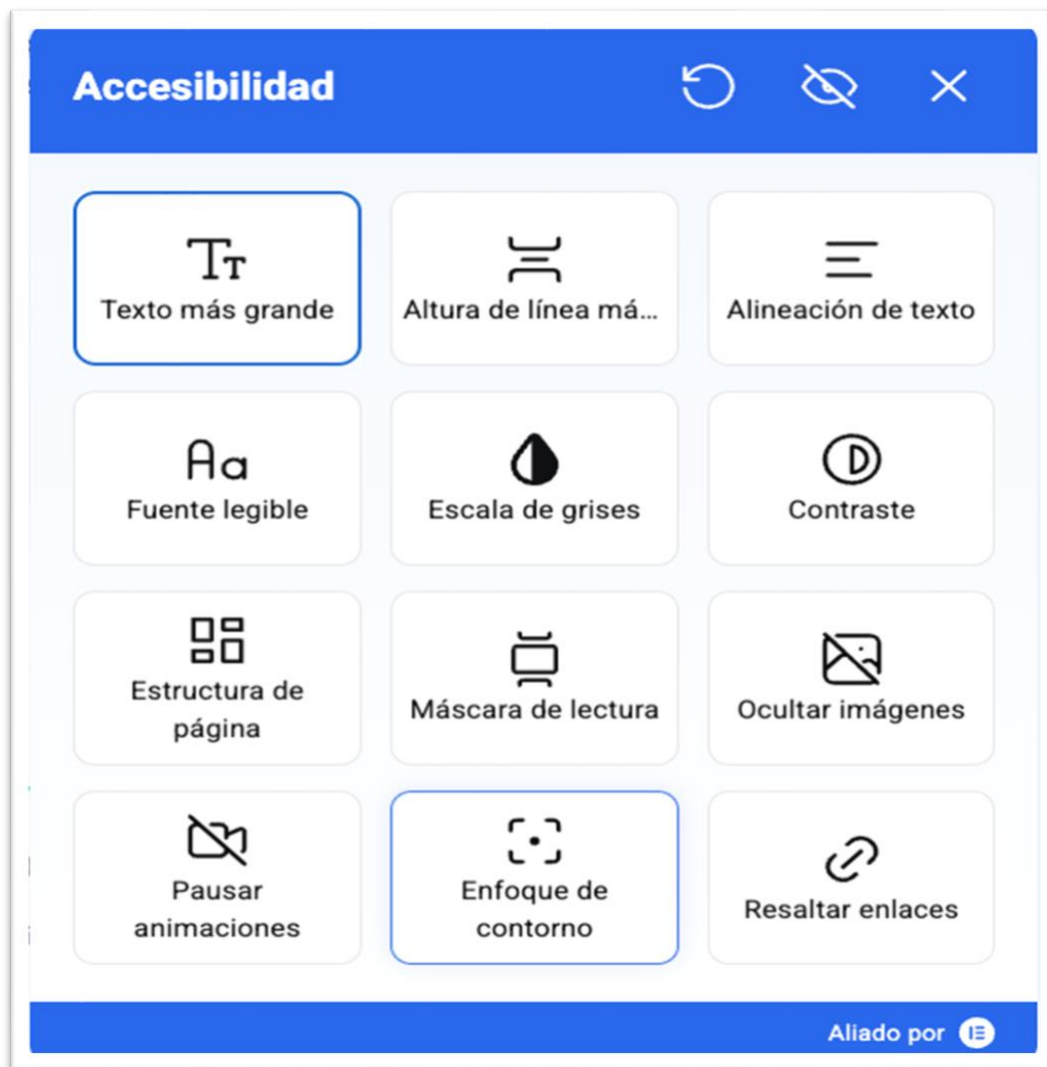 Accesibilidad
Texto más grande
Altura de línea má...
Alineación de texto
Fuente legible
Escala de grises
Contraste
Estructura de
página
Máscara de lectura
Ocultar imágenes
Pausar
animaciones
Enfoque de
contorno
Resaltar enlaces
Aliado por